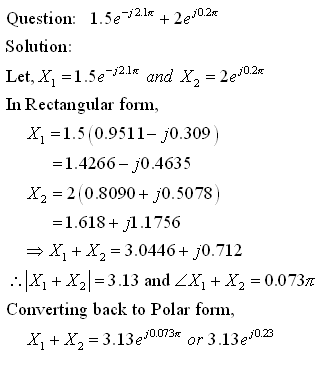 Question: 1.5e^{-j2.1π} + 2e^{j0.2π}
Solution:
Let, X₁ = 1.5e^{-j2.1π} and X₂ = 2e^{j0.2π}
In Rectangular form,
X₁ = 1.5(0.9511 − j0.309)
= 1.4266 − j0.4635
X₂ = 2(0.8090 + j0.5078)
= 1.618 + j1.1756
⇒ X₁ + X₂ = 3.0446 + j0.712
∴ |X₁ + X₂| = 3.13 and ∠X₁ + X₂ = 0.073π
Converting back to Polar form,
X₁ + X₂ = 3.13e^{j0.073π} or 3.13e^{j0.23}